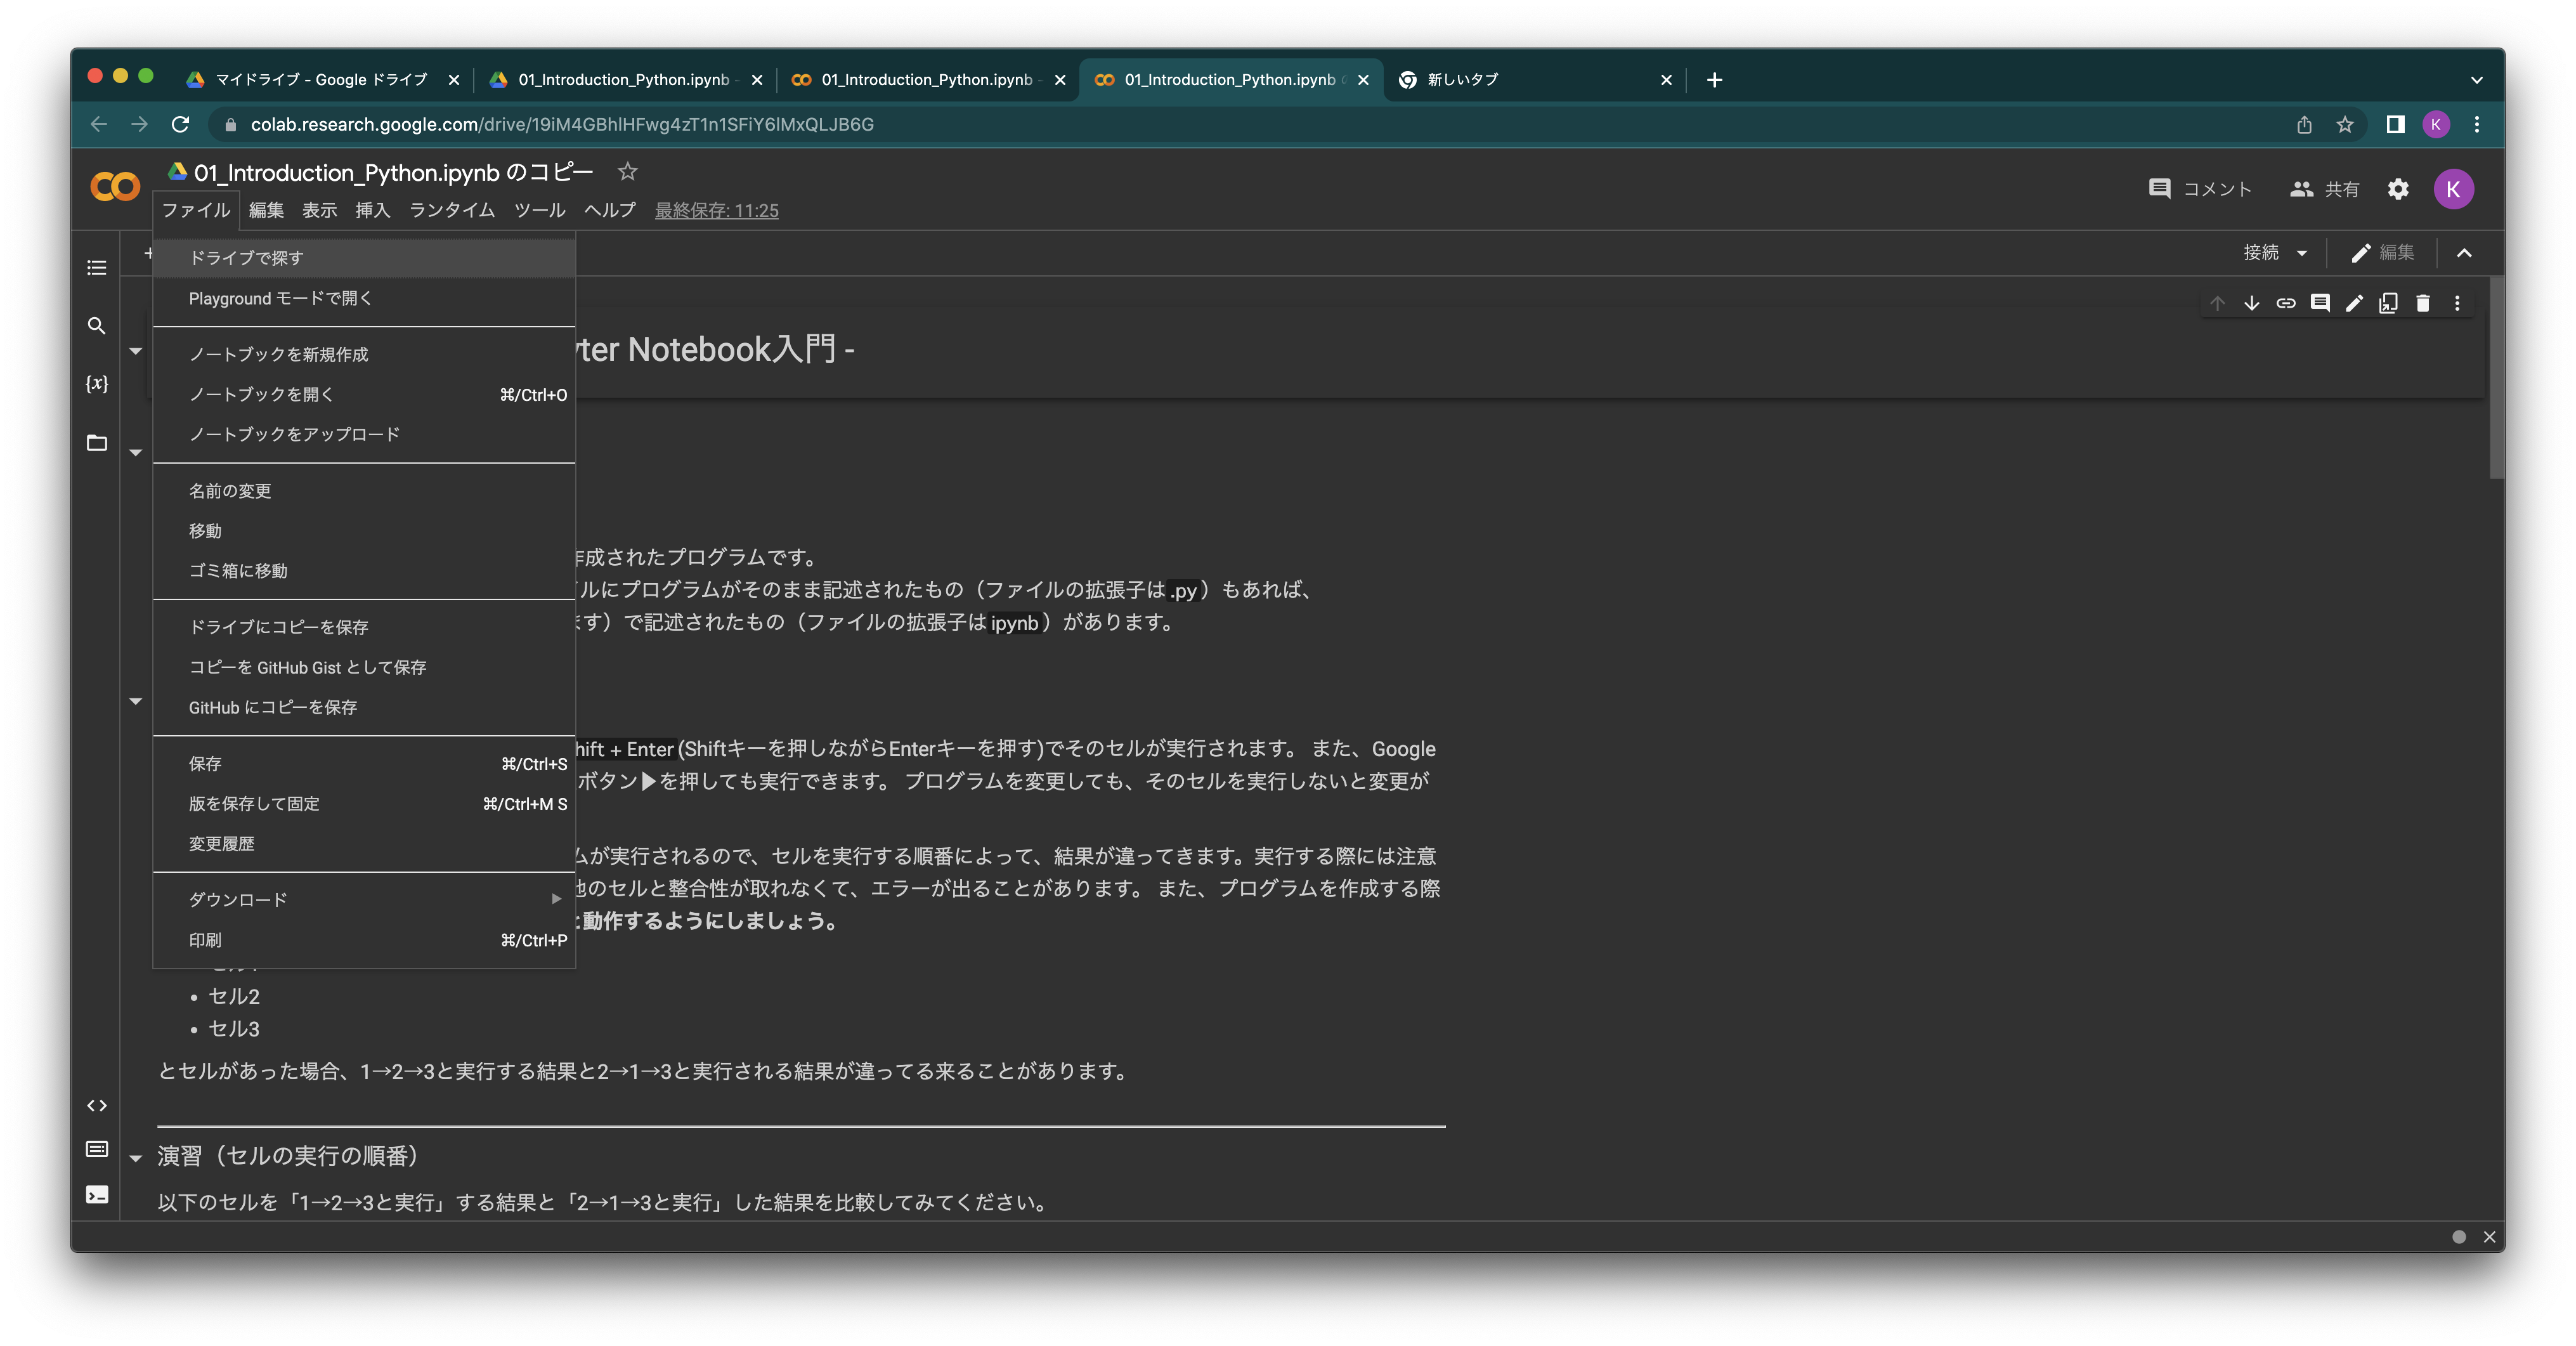 マイドライブ - Google ドライブ
01_Introduction_Python.ipynb -
01_Introduction_Python.ipynb -
01_Introduction_Python.ipynb
新しいタブ
colab.research.google.com/drive/19iM4GBhlHFwg4zT1n1SFiY6lMxQLJB6G
K
01_Introduction_Python.ipynb のコピー
コメント
共有
K
ファイル 編集 表示 挿入 ランタイム ツール ヘルプ 最終保存: 11:25
接続
編集
ドライブで探す
Playground モードで開く
ノートブックを新規作成
ノートブックを開く ⌘/Ctrl+O
ノートブックをアップロード
名前の変更
移動
ゴミ箱に移動
ドライブにコピーを保存
コピーを GitHub Gist として保存
GitHub にコピーを保存
保存 ⌘/Ctrl+S
版を保存して固定 ⌘/Ctrl+M S
変更履歴
ダウンロード ▶
印刷 ⌘/Ctrl+P
{x}
yter Notebook入門 -
作成されたプログラムです。
ルにプログラムがそのまま記述されたもの（ファイルの拡張子は.py）もあれば、
ます）で記述されたもの（ファイルの拡張子はipynb）があります。
hift + Enter(Shiftキーを押しながらEnterキーを押す)でそのセルが実行されます。 また、Google
ボタン▶を押しても実行できます。 プログラムを変更しても、そのセルを実行しないと変更が
ムが実行されるので、セルを実行する順番によって、結果が違ってきます。実行する際には注意
他のセルと整合性が取れなくて、エラーが出ることがあります。 また、プログラムを作成する際
と動作するようにしましょう。
• セル2
• セル3
とセルがあった場合、1→2→3と実行する結果と2→1→3と実行される結果が違ってる来ることがあります。
演習（セルの実行の順番）
以下のセルを「1→2→3と実行」する結果と「2→1→3と実行」した結果を比較してみてください。